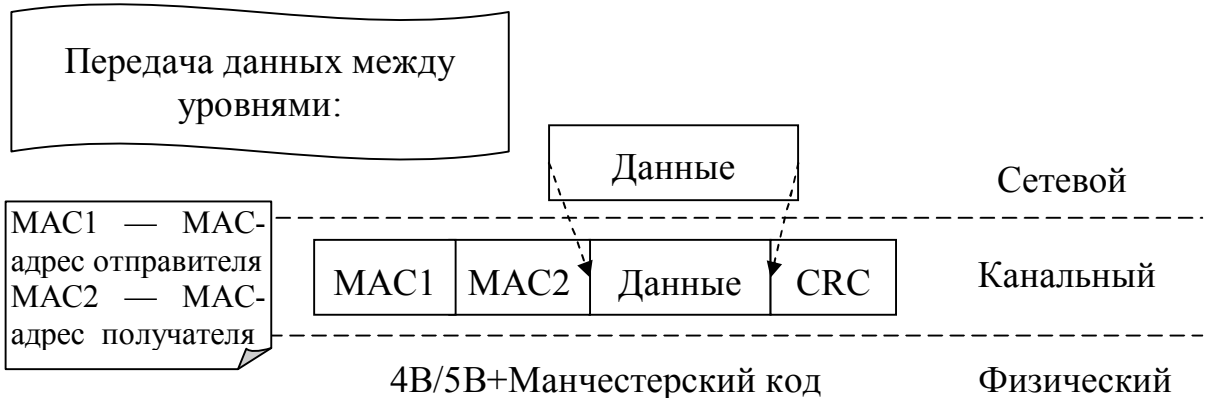 Передача данных между
уровнями:
Данные
Сетевой
MAC1 — MAC-
адрес отправителя
MAC2 — MAC-
адрес получателя
MAC1 MAC2 Данные CRC
Канальный
4B/5B+Манчестерский код
Физический